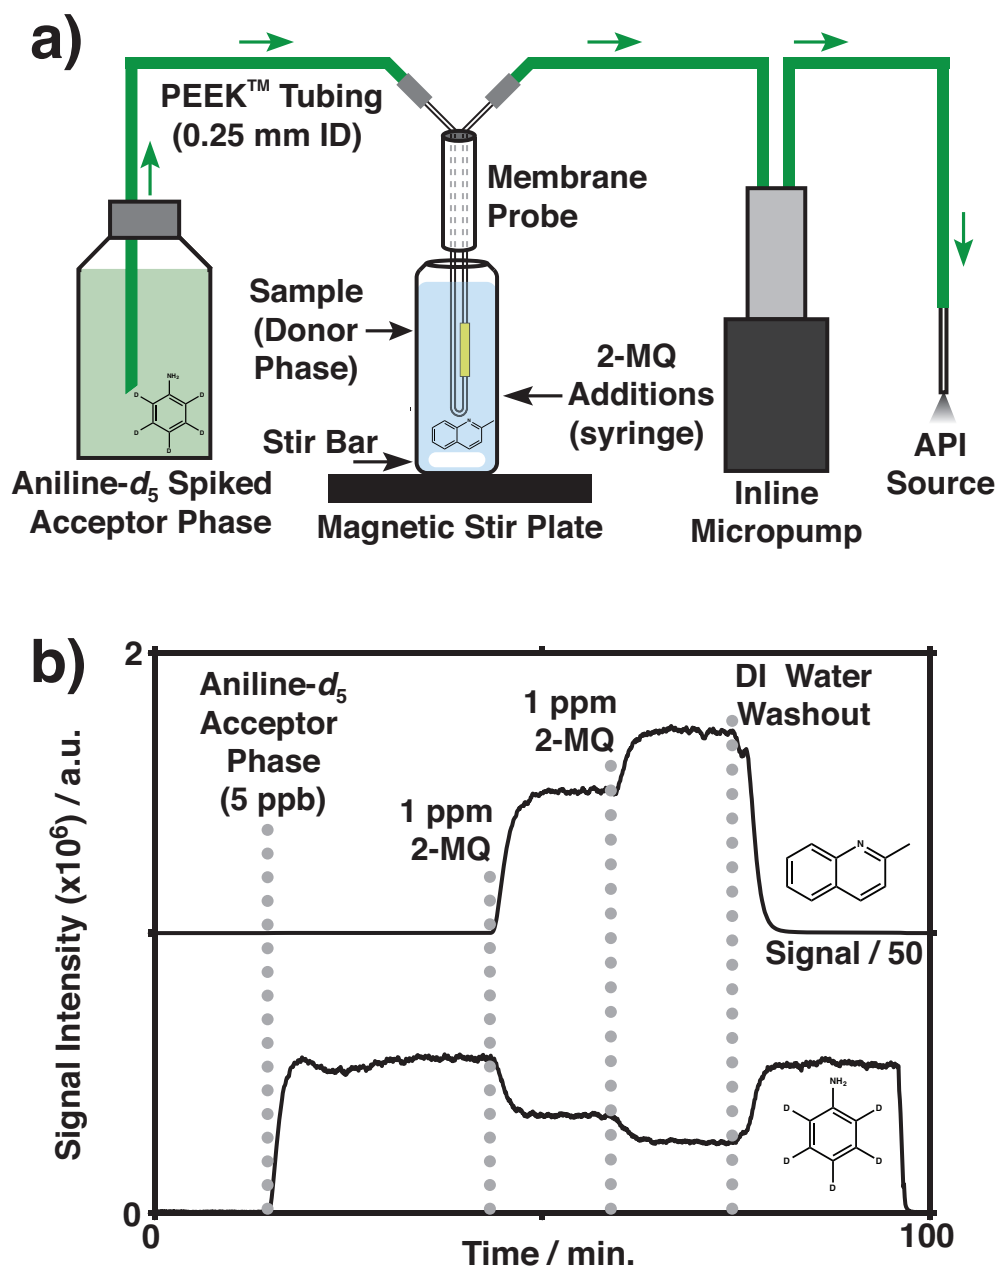 a)
PEEK™ Tubing
(0.25 mm ID)
Membrane
Probe
Sample
(Donor
Phase)
2-MQ
Additions
(syringe)
Stir Bar
NH₂
D
D
D
D
D
N
API
Source
Aniline-d₅ Spiked
Acceptor Phase
Magnetic Stir Plate
Inline
Micropump
b)
2
Aniline-d₅
Acceptor
Phase
(5 ppb)
1 ppm
2-MQ
1 ppm
2-MQ
DI Water
Washout
N
Signal / 50
NH₂
D
D
D
D
D
Signal Intensity (x10⁶) / a.u.
0
0
100
Time / min.